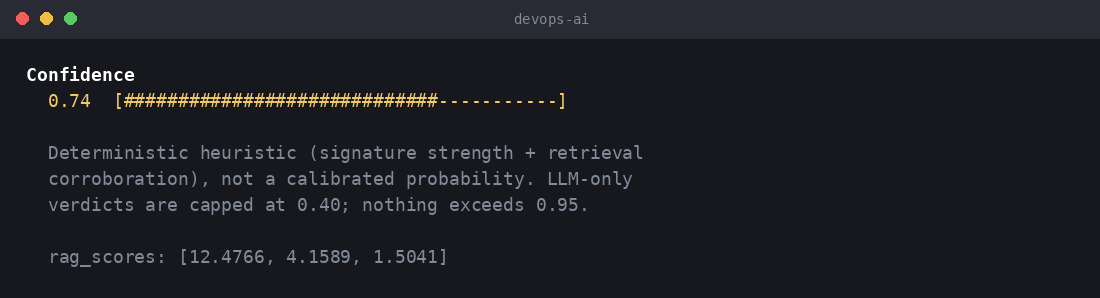 devops-ai
Confidence
0.74 [#############################-----------]
Deterministic heuristic (signature strength + retrieval
corroboration), not a calibrated probability. LLM-only
verdicts are capped at 0.40; nothing exceeds 0.95.
rag_scores: [12.4766, 4.1589, 1.5041]